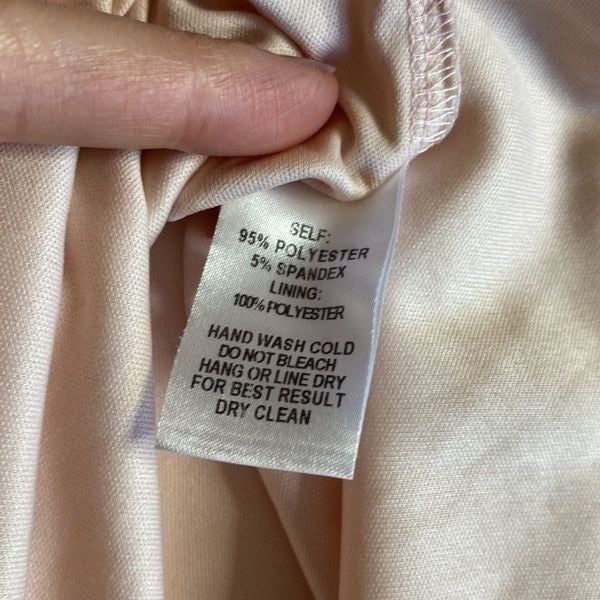 SELF:
95% POLYESTER
5% SPANDEX
LINING:
100% POLYESTER
HAND WASH COLD
DO NOT BLEACH
HANG OR LINE DRY
FOR BEST RESULT
DRY CLEAN